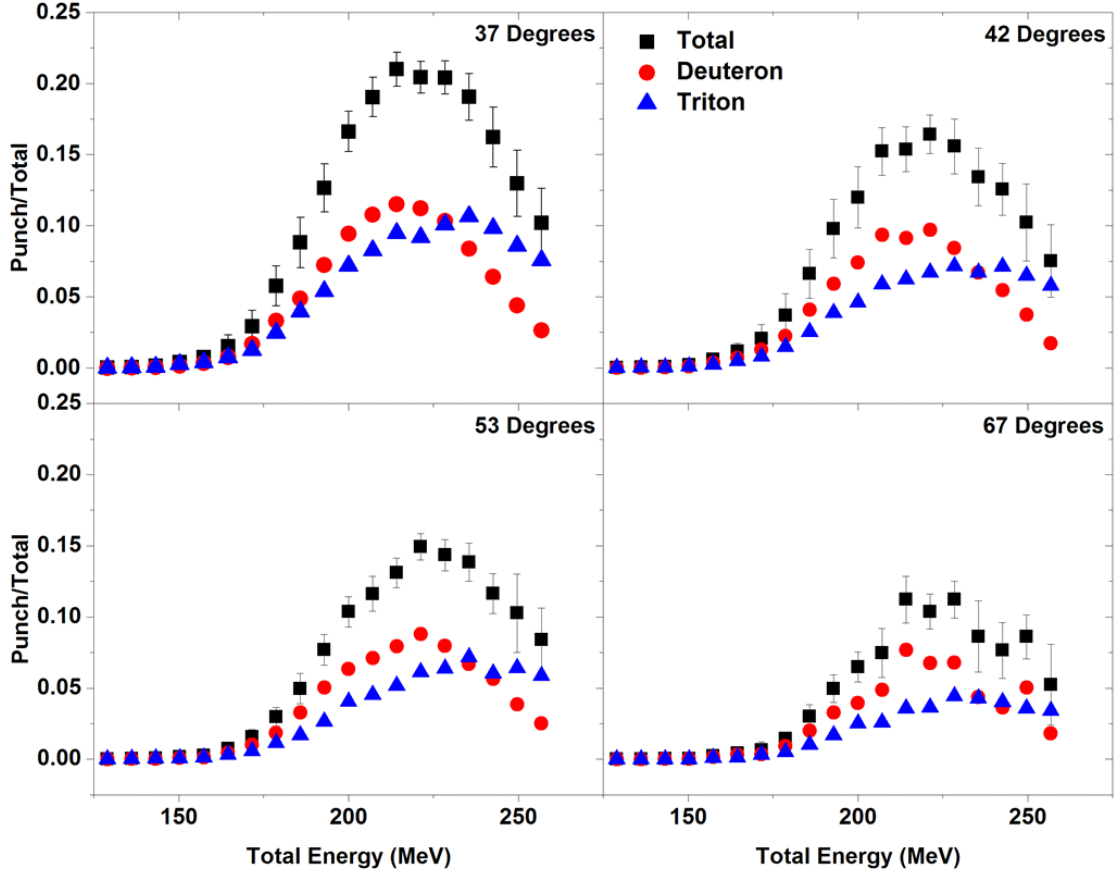 0.25
37 Degrees
0.20
0.15
0.10
0.05
0.00
Punch/Total
Total
Deuteron
Triton
42 Degrees
0.25
53 Degrees
0.20
0.15
0.10
0.05
0.00
Punch/Total
67 Degrees
150 200 250
150 200 250
Total Energy (MeV)
Total Energy (MeV)